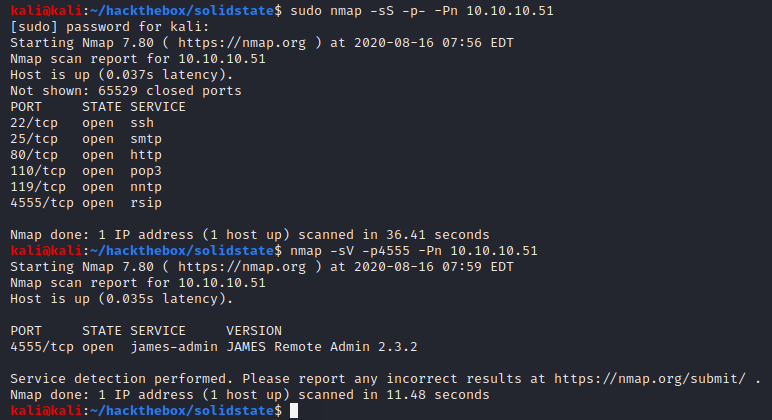 kali@kali:~/hackthebox/solidstate$ sudo nmap -sS -p- -Pn 10.10.10.51
[sudo] password for kali:
Starting Nmap 7.80 ( https://nmap.org ) at 2020-08-16 07:56 EDT
Nmap scan report for 10.10.10.51
Host is up (0.037s latency).
Not shown: 65529 closed ports
PORT     STATE SERVICE
22/tcp   open  ssh
25/tcp   open  smtp
80/tcp   open  http
110/tcp  open  pop3
119/tcp  open  nntp
4555/tcp open  rsip

Nmap done: 1 IP address (1 host up) scanned in 36.41 seconds
kali@kali:~/hackthebox/solidstate$ nmap -sV -p4555 -Pn 10.10.10.51
Starting Nmap 7.80 ( https://nmap.org ) at 2020-08-16 07:59 EDT
Nmap scan report for 10.10.10.51
Host is up (0.035s latency).

PORT     STATE SERVICE     VERSION
4555/tcp open  james-admin JAMES Remote Admin 2.3.2

Service detection performed. Please report any incorrect results at https://nmap.org/submit/ .
Nmap done: 1 IP address (1 host up) scanned in 11.48 seconds
kali@kali:~/hackthebox/solidstate$